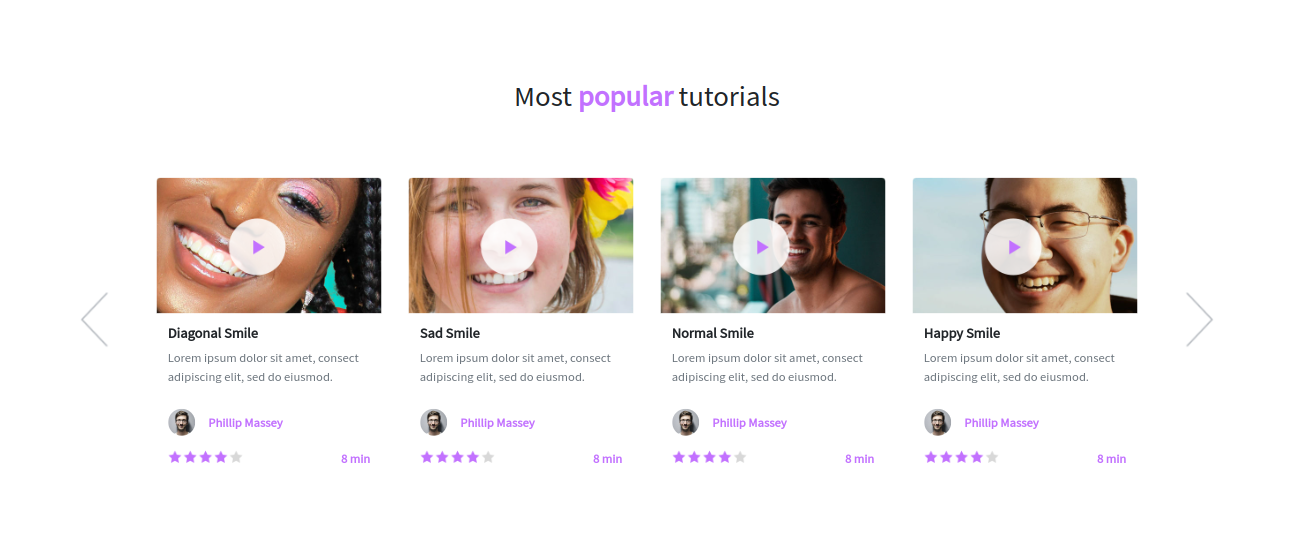 Most popular tutorials
Diagonal Smile
Lorem ipsum dolor sit amet, consect
adipiscing elit, sed do eiusmod.
Phillip Massey
8 min
Sad Smile
Lorem ipsum dolor sit amet, consect
adipiscing elit, sed do eiusmod.
Phillip Massey
8 min
Normal Smile
Lorem ipsum dolor sit amet, consect
adipiscing elit, sed do eiusmod.
Phillip Massey
8 min
Happy Smile
Lorem ipsum dolor sit amet, consect
adipiscing elit, sed do eiusmod.
Phillip Massey
8 min